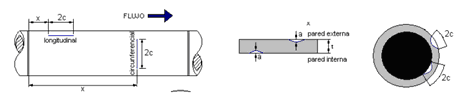 x
2c
FLUJO
longitudinal
circunferencial
2c
x
x
a
pared externa
t
a
pared interna
2c
2c